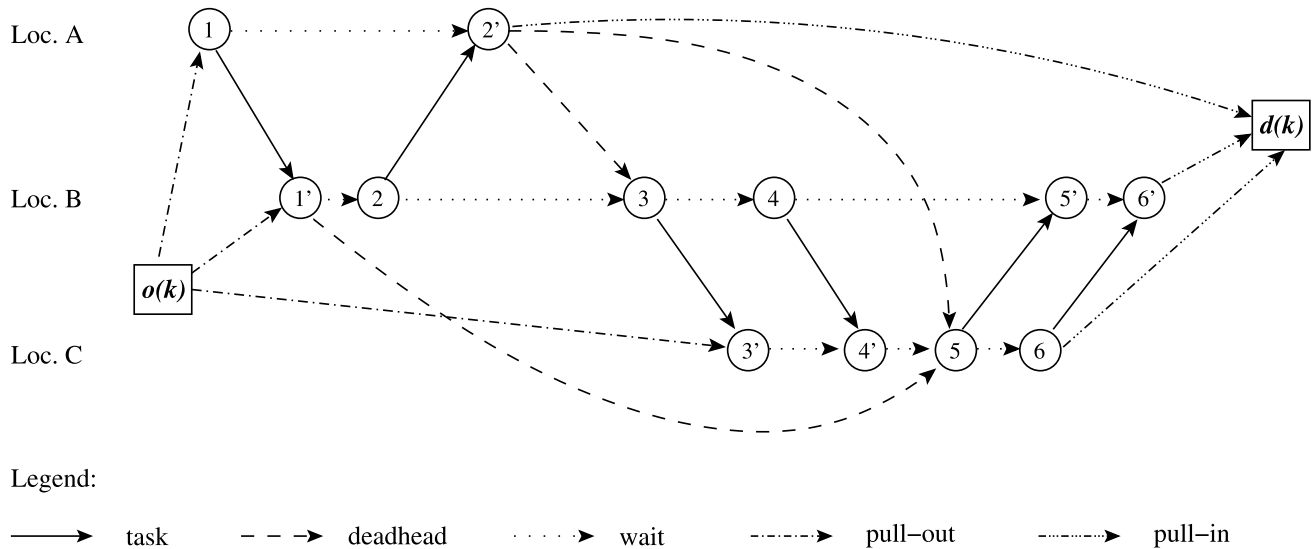 Loc. A
1
2’
d(k)
Loc. B
1’
2
3
4
5’
6’
o(k)
Loc. C
3’
4’
5
6
Legend:
task
deadhead
wait
pull−out
pull−in